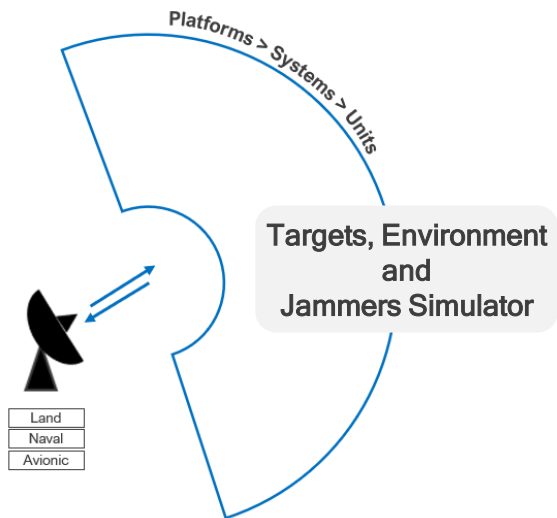 Platforms > Systems > Units
Targets, Environment
and
Jammers Simulator
Land
Naval
Avionic